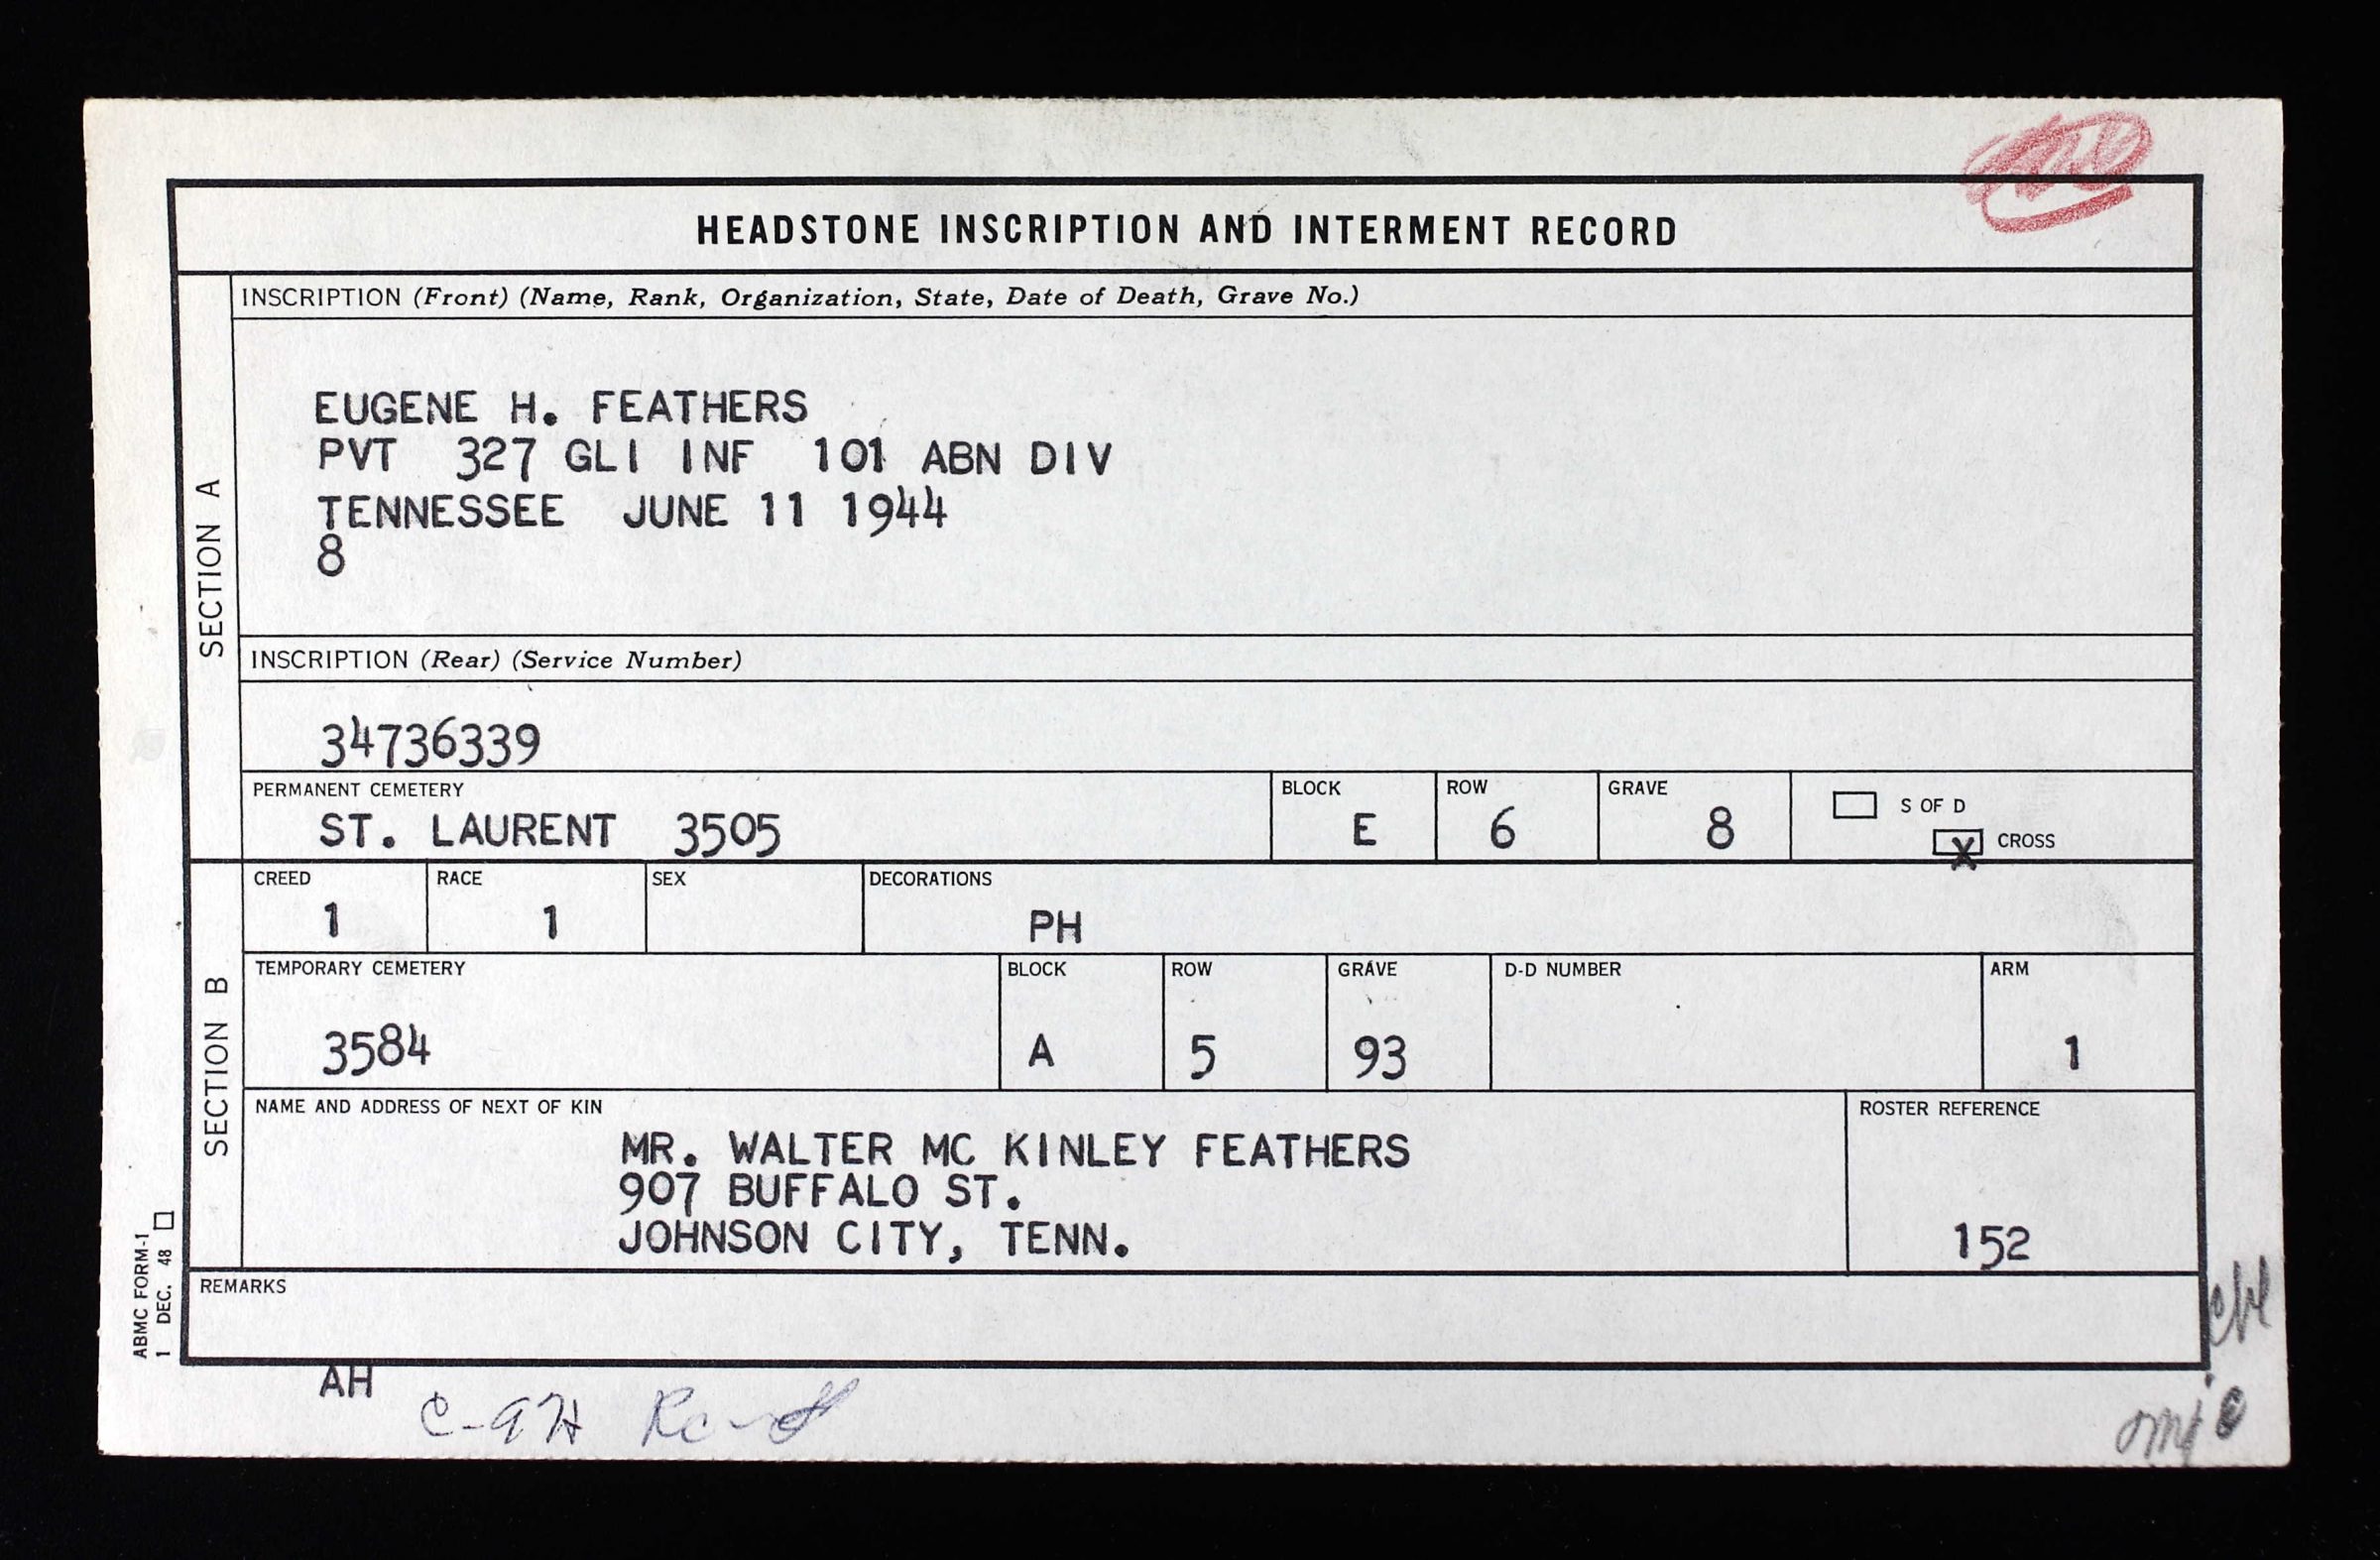 HEADSTONE INSCRIPTION AND INTERMENT RECORD
SECTION A
INSCRIPTION (Front) (Name, Rank, Organization, State, Date of Death, Grave No.)
EUGENE H. FEATHERS
PVT 327 GLI INF 101 ABN DIV
TENNESSEE JUNE 11 1944
8
INSCRIPTION (Rear) (Service Number)
34736339
PERMANENT CEMETERY BLOCK ROW GRAVE
ST. LAURENT 3505 E 6 8
S OF D
X CROSS
SECTION B
CREED RACE SEX DECORATIONS
1 1 PH
TEMPORARY CEMETERY BLOCK ROW GRAVE D-D NUMBER ARM
3584 A 5 93 1
NAME AND ADDRESS OF NEXT OF KIN ROSTER REFERENCE
MR. WALTER MC KINLEY FEATHERS
907 BUFFALO ST.
JOHNSON CITY, TENN.
152
REMARKS
ABMC FORM-1
1 DEC. 48
AH